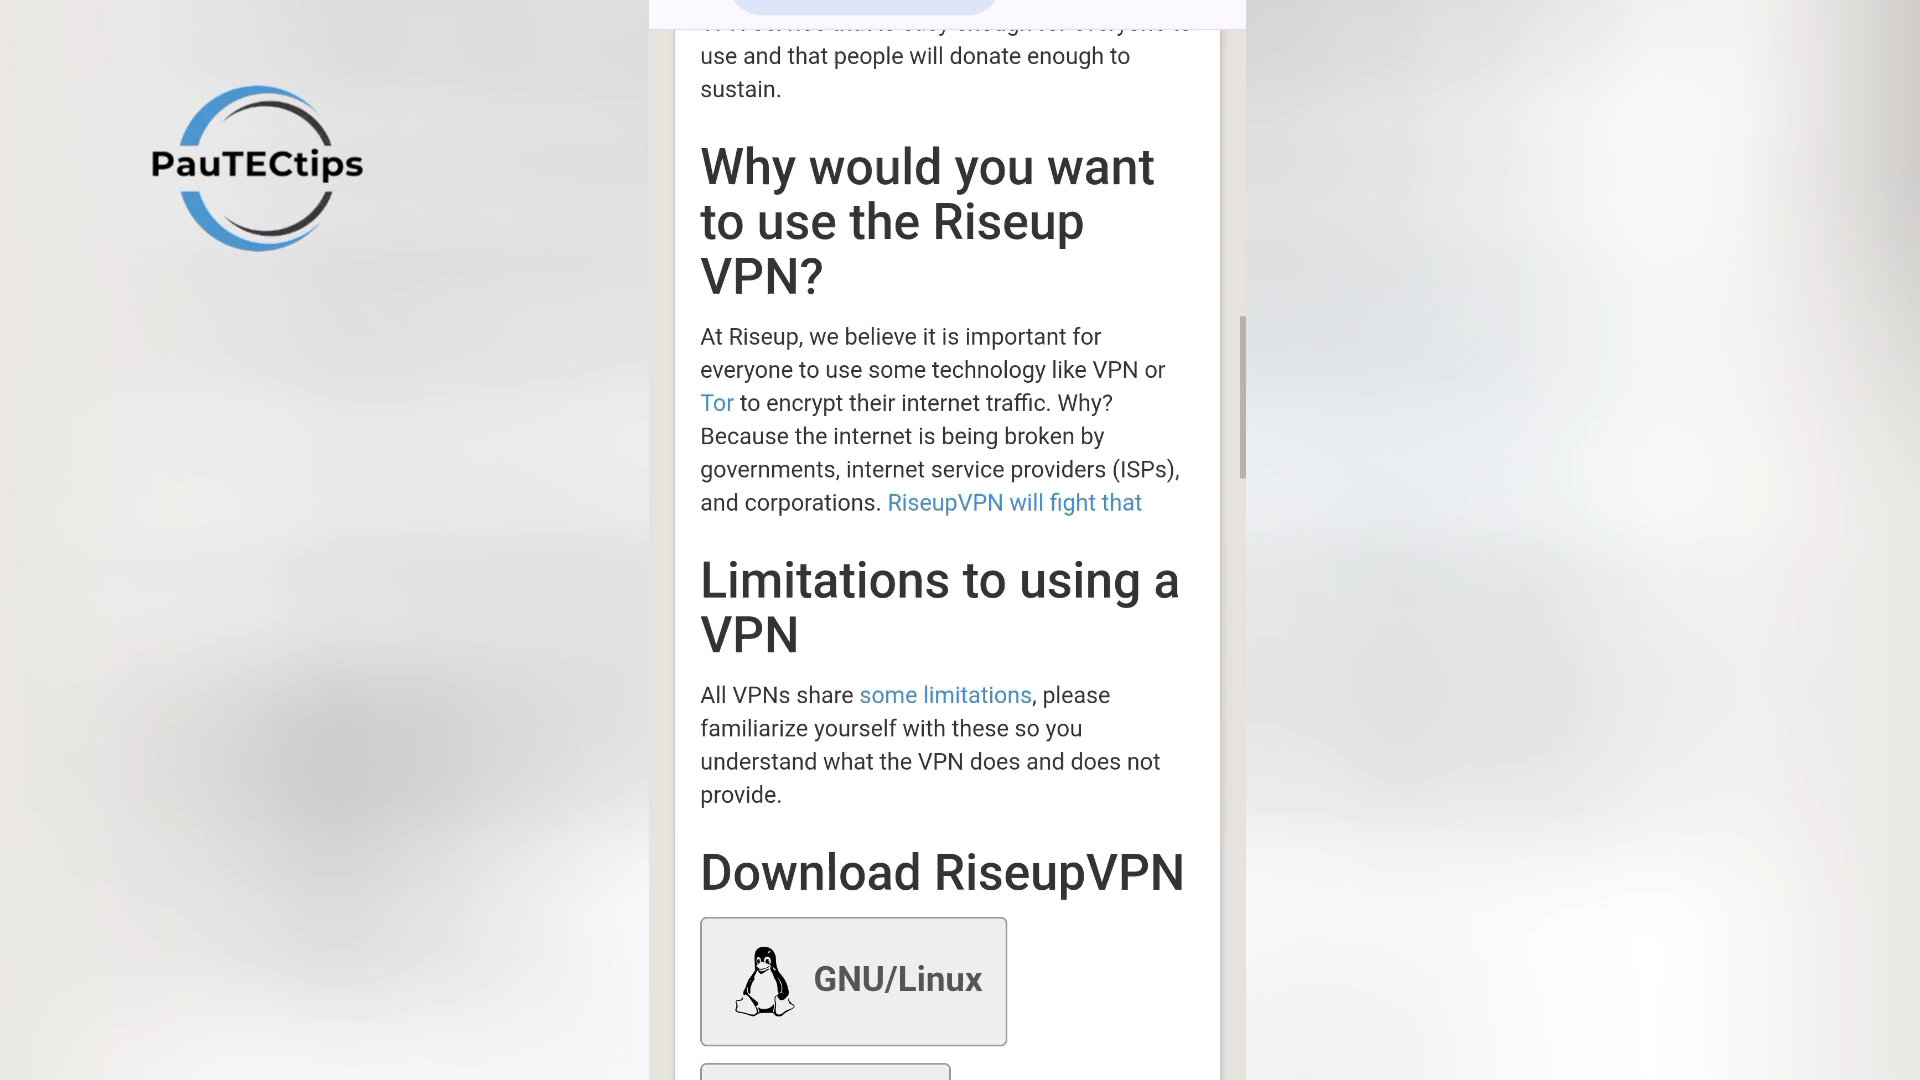 PauTECtips
use and that people will donate enough to
sustain.
Why would you want
to use the Riseup
VPN?
At Riseup, we believe it is important for
everyone to use some technology like VPN or
Tor to encrypt their internet traffic. Why?
Because the internet is being broken by
governments, internet service providers (ISPs),
and corporations. RiseupVPN will fight that
Limitations to using a
VPN
All VPNs share some limitations, please
familiarize yourself with these so you
understand what the VPN does and does not
provide.
Download RiseupVPN
GNU/Linux